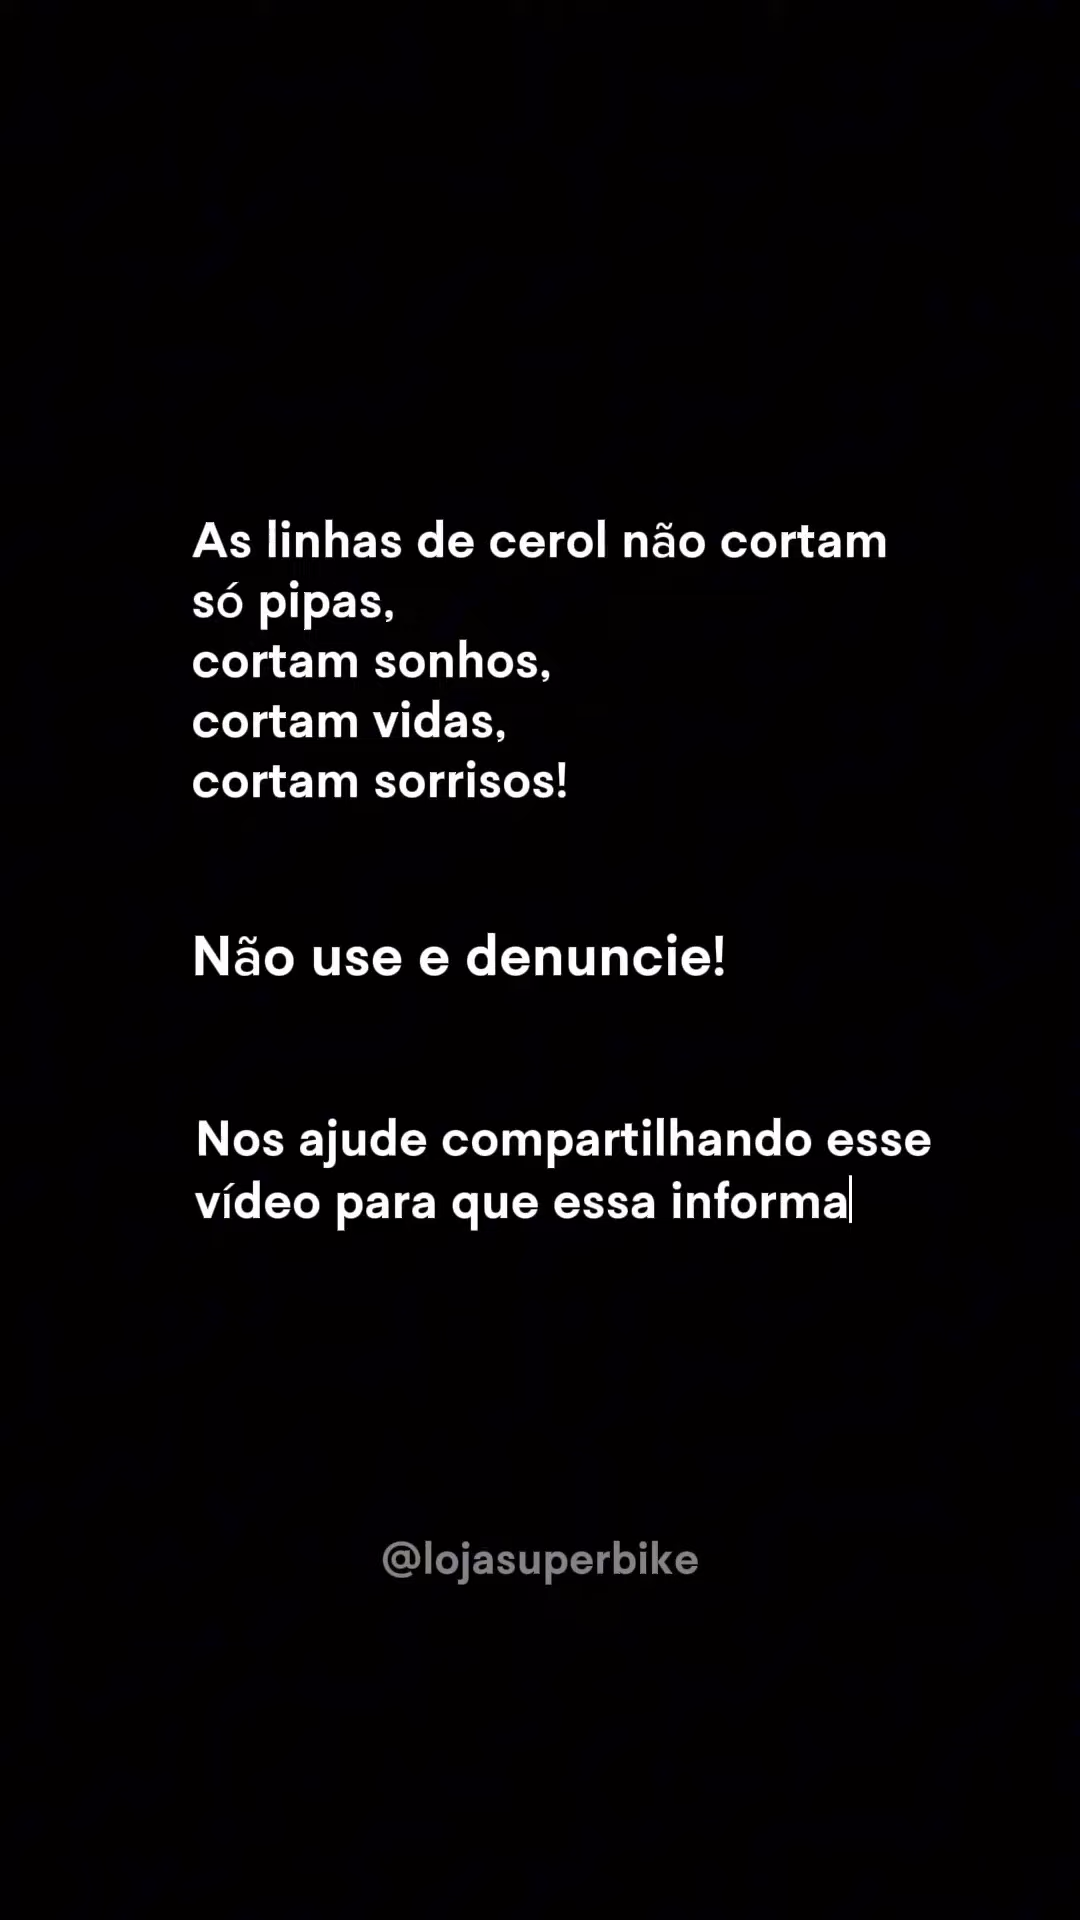 As linhas de cerol não cortam
só pipas,
cortam sonhos,
cortam vidas,
cortam sorrisos!
Não use e denuncie!
Nos ajude compartilhando esse
vídeo para que essa informa
@lojasuperbike